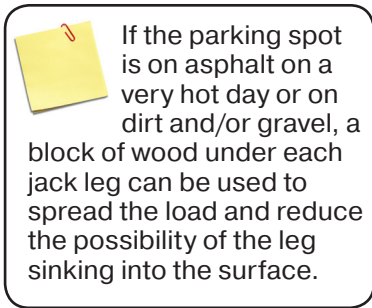 If the parking spot
is on asphalt on a
very hot day or on
dirt and/or gravel, a
block of wood under each
jack leg can be used to
spread the load and reduce
the possibility of the leg
sinking into the surface.